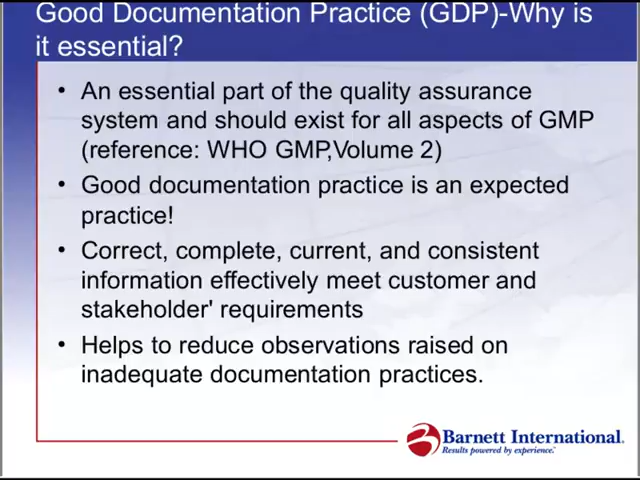 Good Documentation Practice (GDP)-Why is
it essential?
• An essential part of the quality assurance
system and should exist for all aspects of GMP
(reference: WHO GMP,Volume 2)
• Good documentation practice is an expected
practice!
• Correct, complete, current, and consistent
information effectively meet customer and
stakeholder' requirements
• Helps to reduce observations raised on
inadequate documentation practices.
Barnett International.
Results powered by experience.™